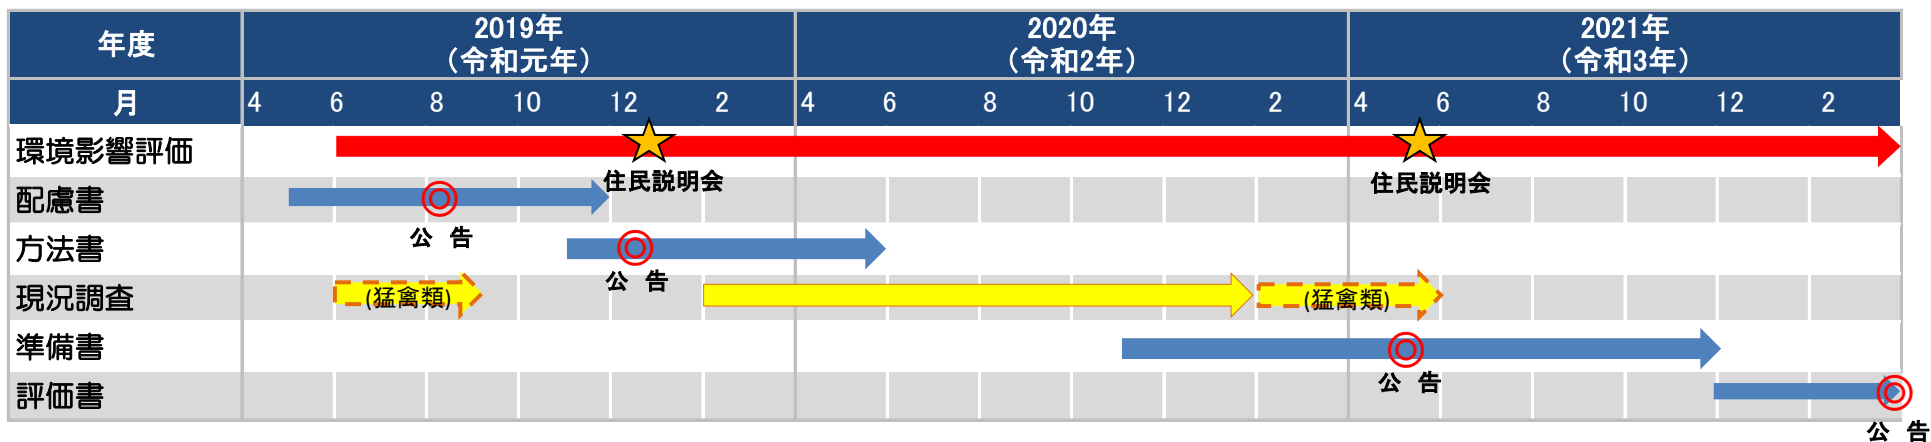 年度
2019年
（令和元年）
2020年
（令和2年）
2021年
（令和3年）
月
4 6 8 10 12 2 4 6 8 10 12 2 4 6 8 10 12 2
環境影響評価
住民説明会
住民説明会
配慮書
公 告
方法書
公 告
現況調査
(猛禽類)
(猛禽類)
準備書
公 告
評価書
公 告